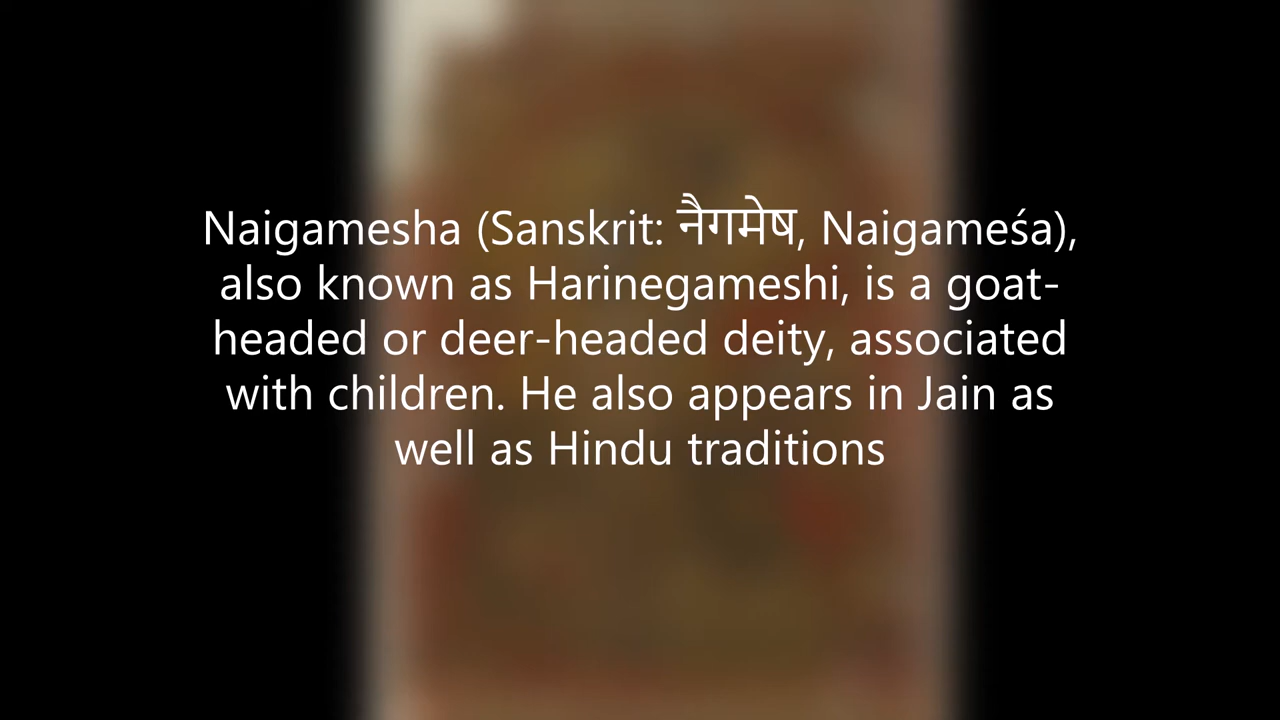 Naigamesha (Sanskrit: नैगमेष, Naigameśa),
also known as Harinegameshi, is a goat-
headed or deer-headed deity, associated
with children. He also appears in Jain as
well as Hindu traditions